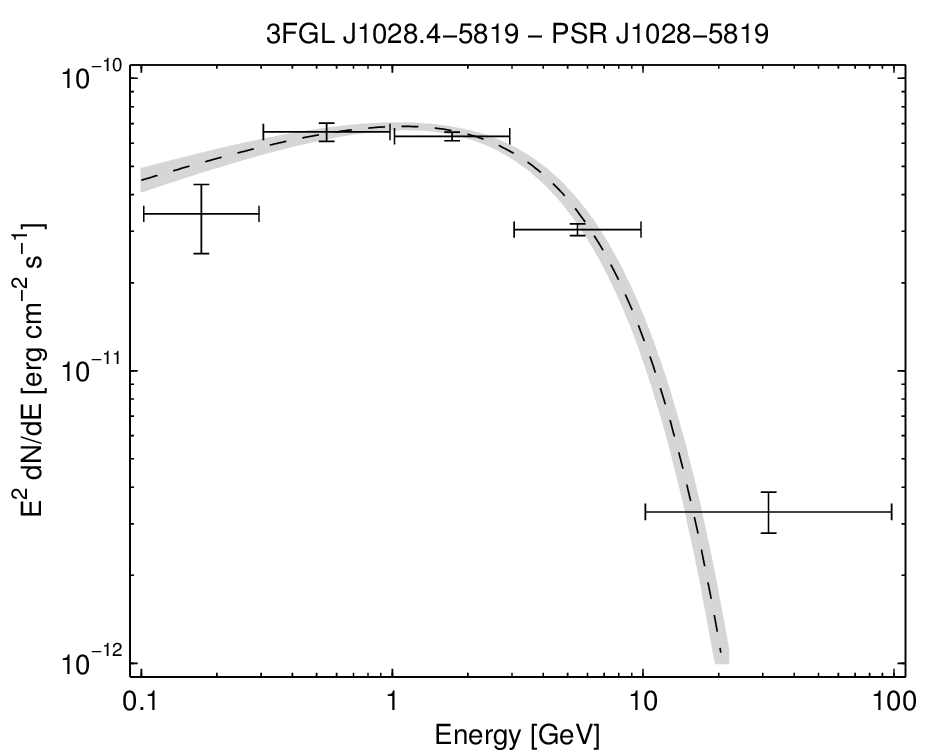 3FGL J1028.4−5819 − PSR J1028−5819
10⁻¹⁰
10⁻¹¹
10⁻¹²
E² dN/dE [erg cm⁻² s⁻¹]
0.1 1 10 100
Energy [GeV]